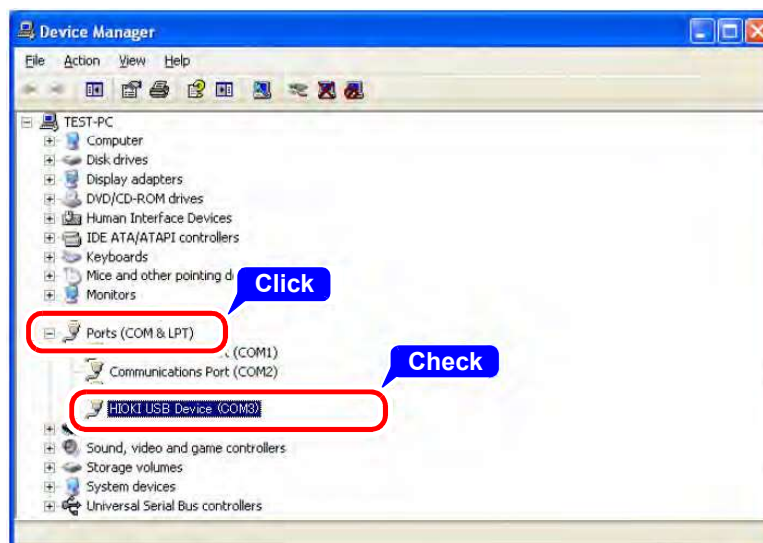 Device Manager
File Action View Help
TEST-PC
Computer
Disk drives
Display adapters
DVD/CD-ROM drives
Human Interface Devices
IDE ATA/ATAPI controllers
Keyboards
Mice and other pointing d
Click
Monitors
Ports (COM & LPT)
(COM1)
Check
Communications Port (COM2)
HIOKI USB Device (COM3)
Sound, video and game controllers
Storage volumes
System devices
Universal Serial Bus controllers